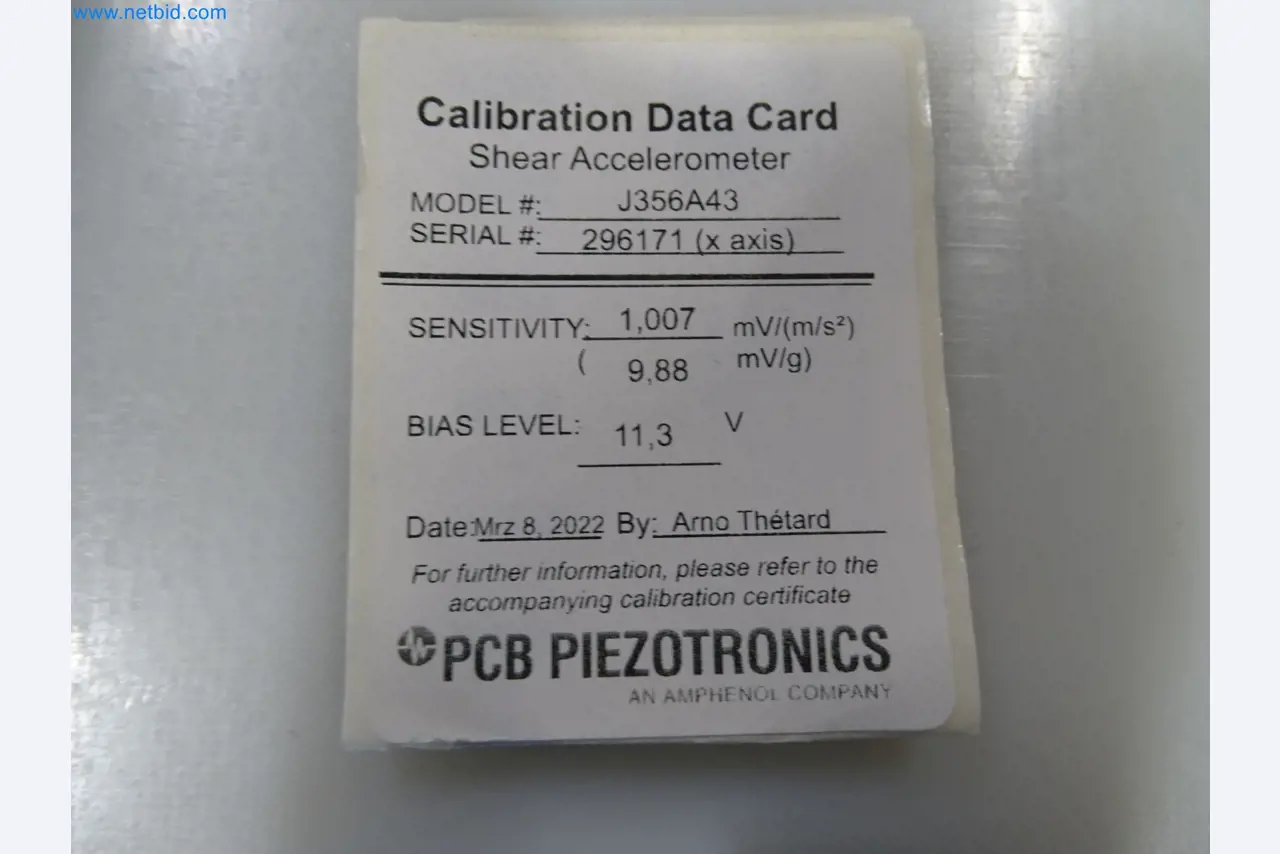 www.netbid.com
Calibration Data Card
Shear Accelerometer
MODEL #: J356A43
SERIAL #: 296171 (x axis)
SENSITIVITY: 1,007 mV/(m/s²)
( 9,88 mV/g)
BIAS LEVEL: 11,3 V
Date: Mrz 8, 2022 By: Arno Thétard
For further information, please refer to the
accompanying calibration certificate
PCB PIEZOTRONICS
AN AMPHENOL COMPANY